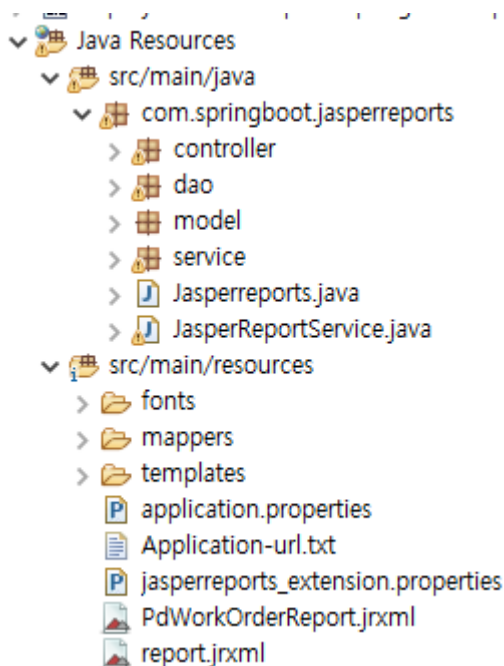 Java Resources
src/main/java
com.springboot.jasperreports
controller
dao
model
service
Jasperreports.java
JasperReportService.java
src/main/resources
fonts
mappers
templates
application.properties
Application-url.txt
jasperreports_extension.properties
PdWorkOrderReport.jrxml
report.jrxml